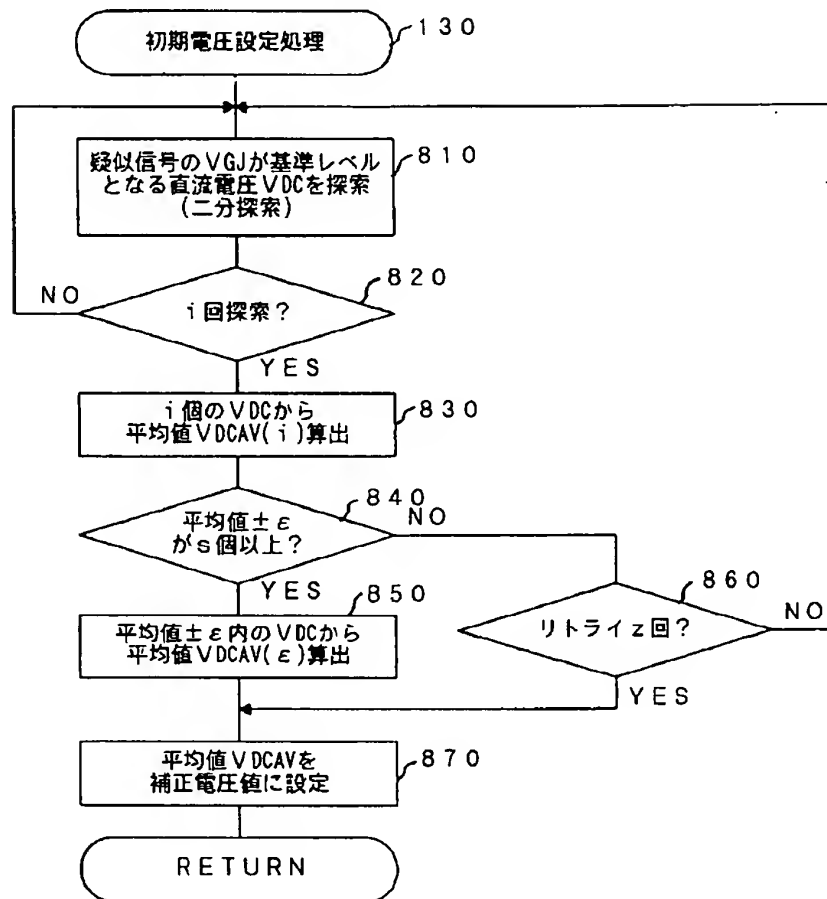 初期電圧設定処理
130
疑似信号のVGJが基準レベル
となる直流電圧VDCを探索
(二分探索)
810
i回探索?
820
NO
YES
i個のVDCから
平均値VDCAV(i)算出
830
平均値±ε
がs個以上?
840
NO
YES
平均値±ε内のVDCから
平均値VDCAV(ε)算出
850
リトライz回?
860
NO
YES
平均値VDCAVを
補正電圧値に設定
870
RETURN